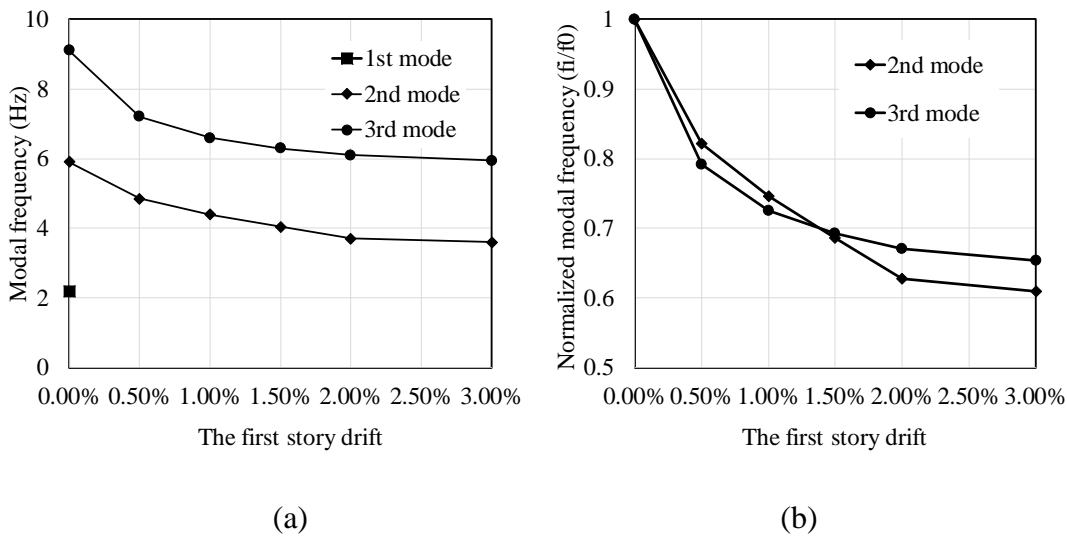 Modal frequency (Hz)
10
8
6
4
2
0
1st mode
2nd mode
3rd mode
0.00% 0.50% 1.00% 1.50% 2.00% 2.50% 3.00%
The first story drift
(a)
Normalized modal frequency (fi/f0)
1
0.9
0.8
0.7
0.6
0.5
2nd mode
3rd mode
0.00% 0.50% 1.00% 1.50% 2.00% 2.50% 3.00%
The first story drift
(b)